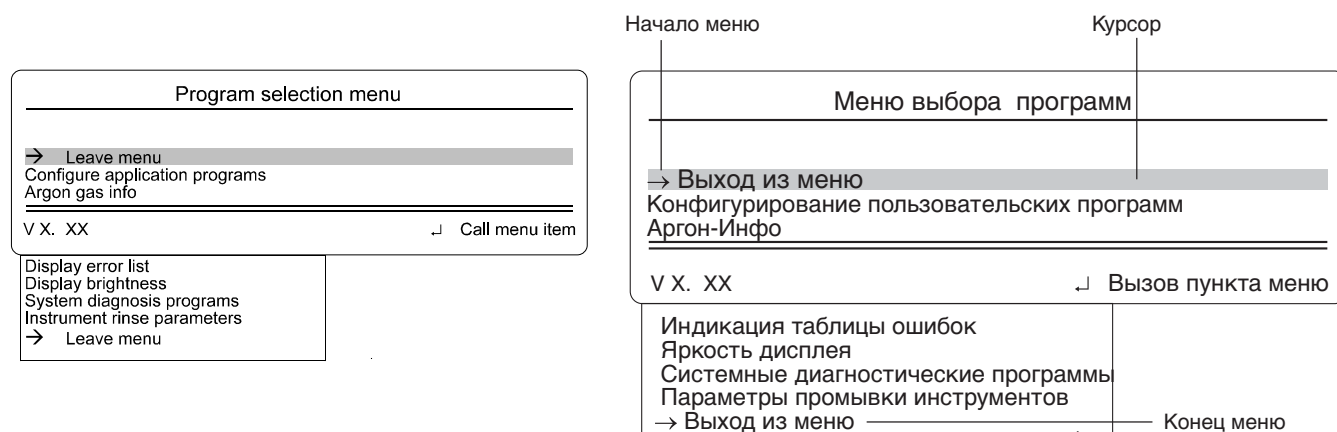 Program selection menu
→ Leave menu
Configure application programs
Argon gas info
V X. XX ↵ Call menu item
Display error list
Display brightness
System diagnosis programs
Instrument rinse parameters
→ Leave menu
Начало меню Курсор
Меню выбора программ
→ Выход из меню
Конфигурирование пользовательских программ
Аргон-Инфо
V X. XX ↵ Вызов пункта меню
Индикация таблицы ошибок
Яркость дисплея
Системные диагностические программы
Параметры промывки инструментов
→ Выход из меню Конец меню